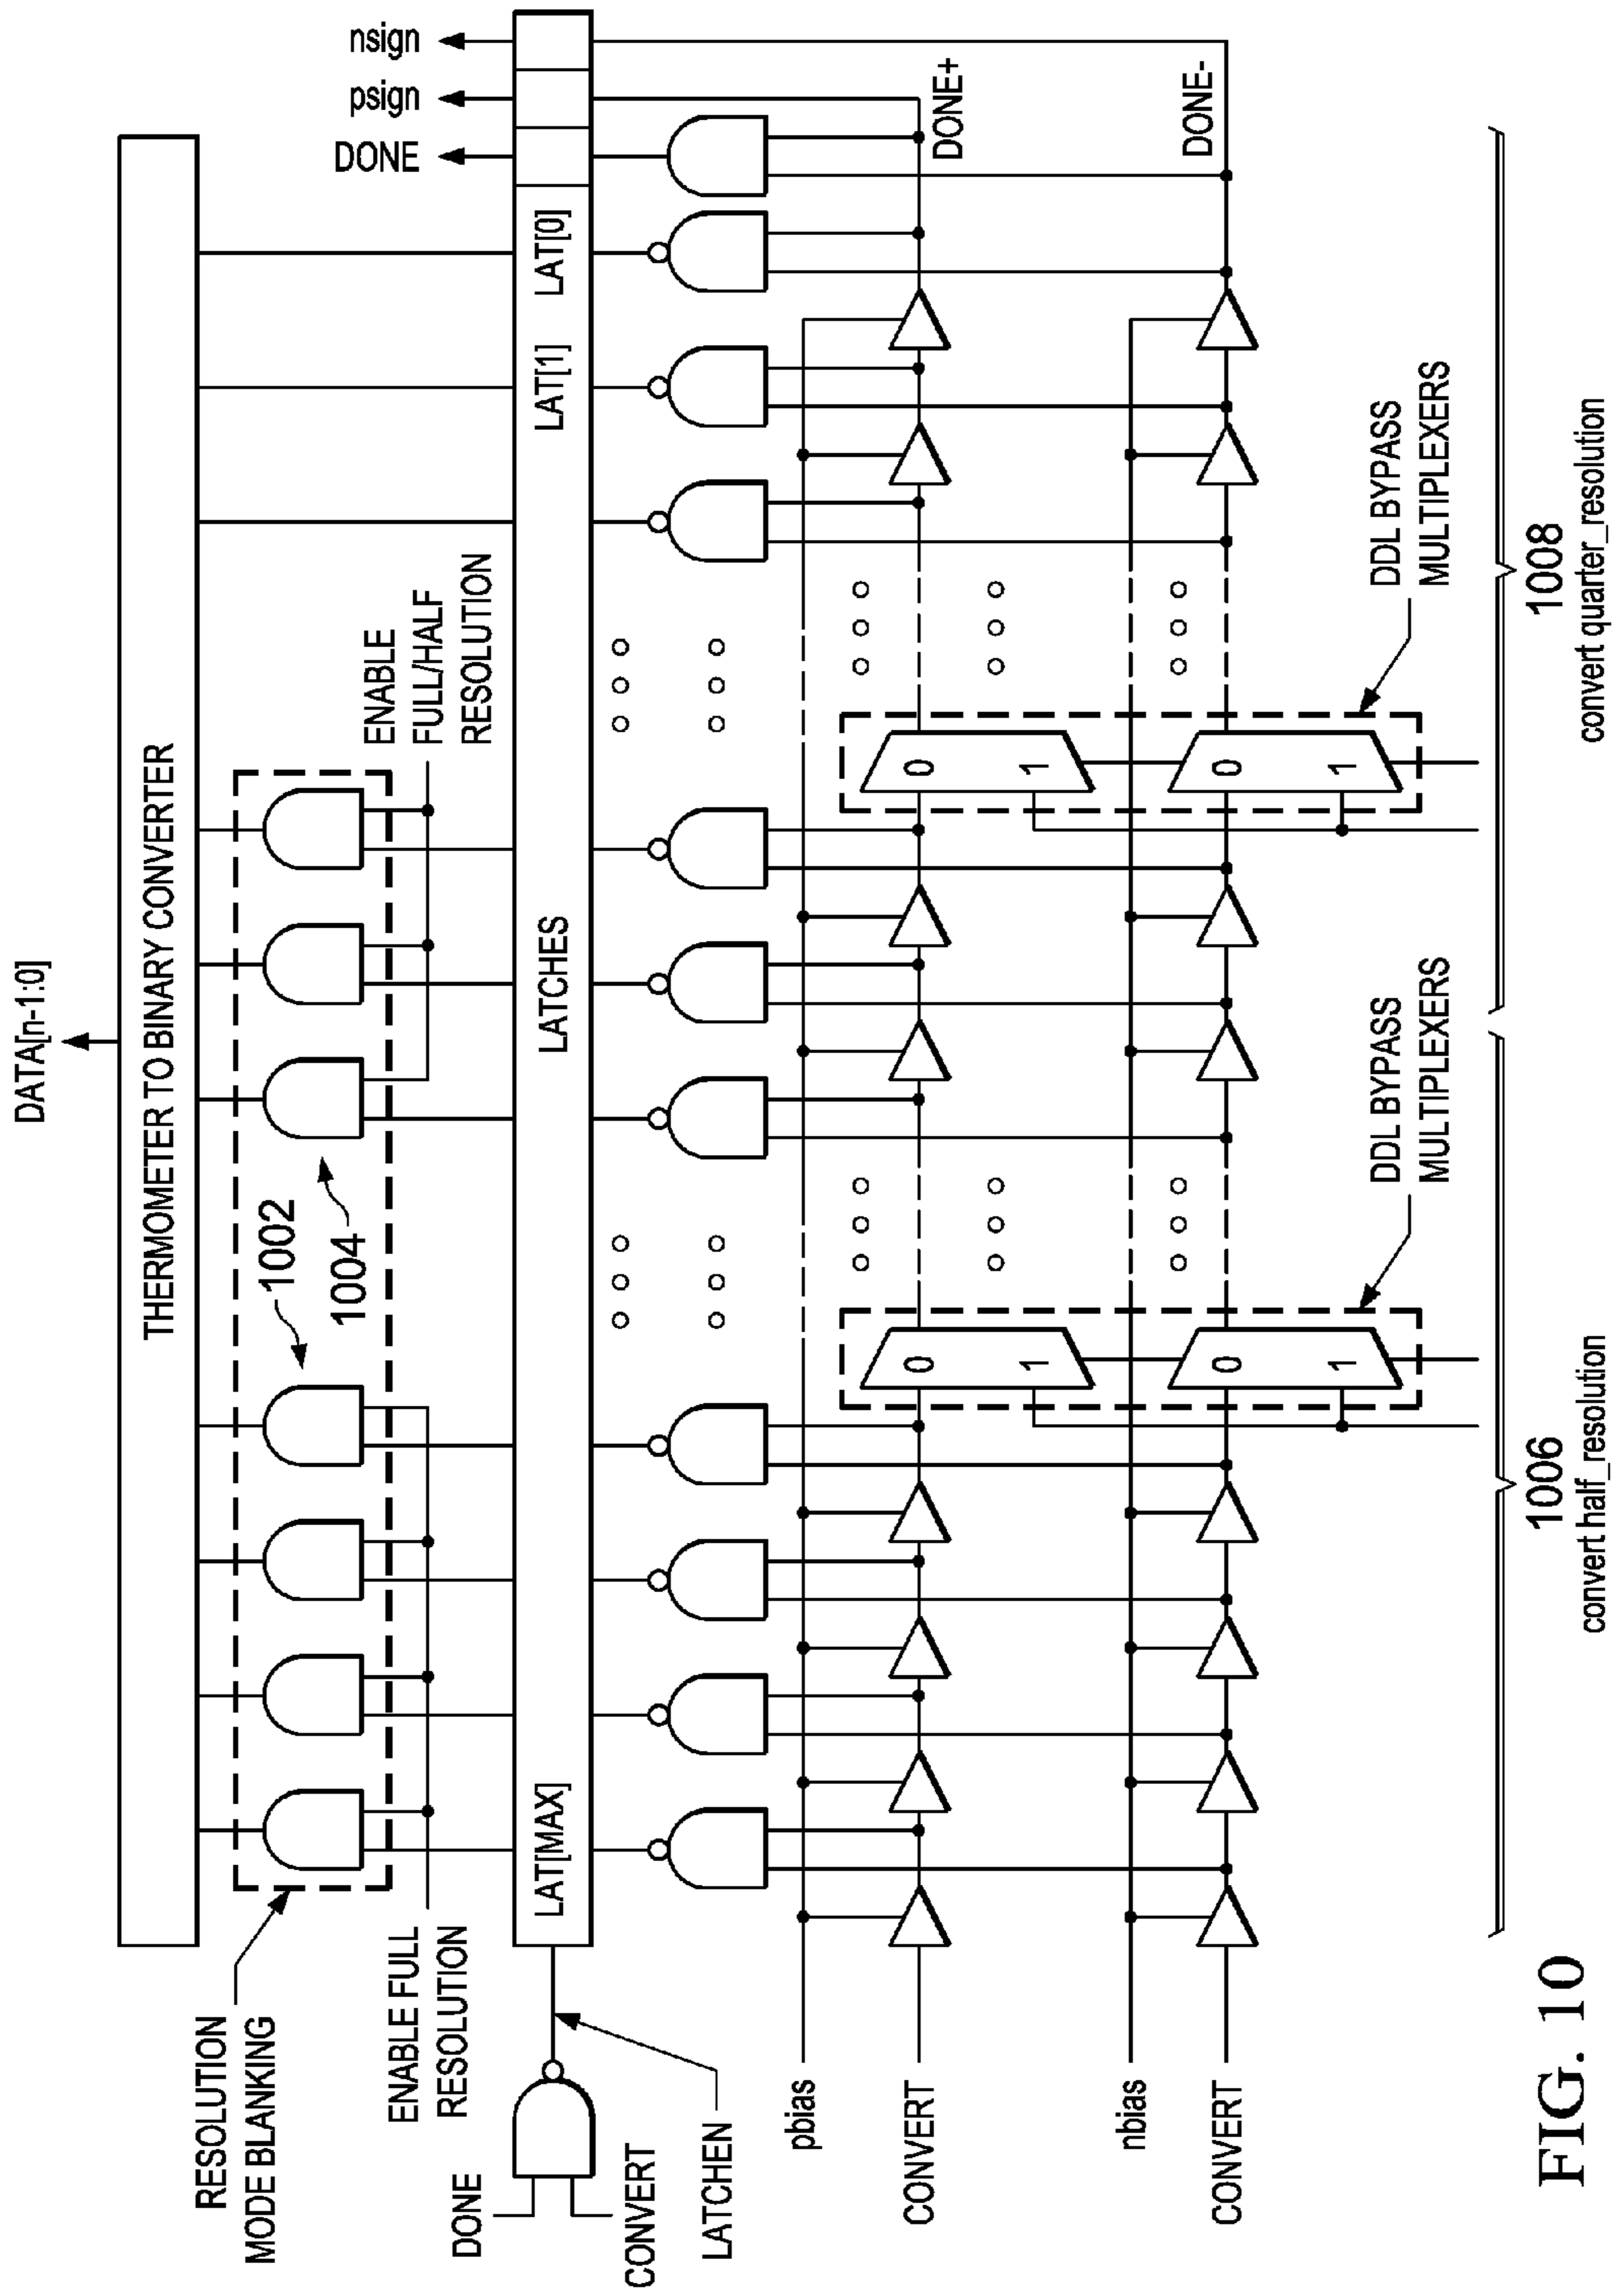 DATA[n-1:0]
THERMOMETER TO BINARY CONVERTER
RESOLUTION
MODE BLANKING
1002
1004
ENABLE FULL
RESOLUTION
ENABLE
FULL/HALF
RESOLUTION
DONE
psign
nsign
DONE
CONVERT
LATCHEN
LAT[MAX]
LATCHES
LAT[1]
LAT[0]
pbias
CONVERT
DONE+
nbias
CONVERT
DONE-
0
1
0
1
0
1
0
1
DDL BYPASS
MULTIPLEXERS
DDL BYPASS
MULTIPLEXERS
1006
convert half_resolution
1008
convert quarter_resolution
FIG. 10